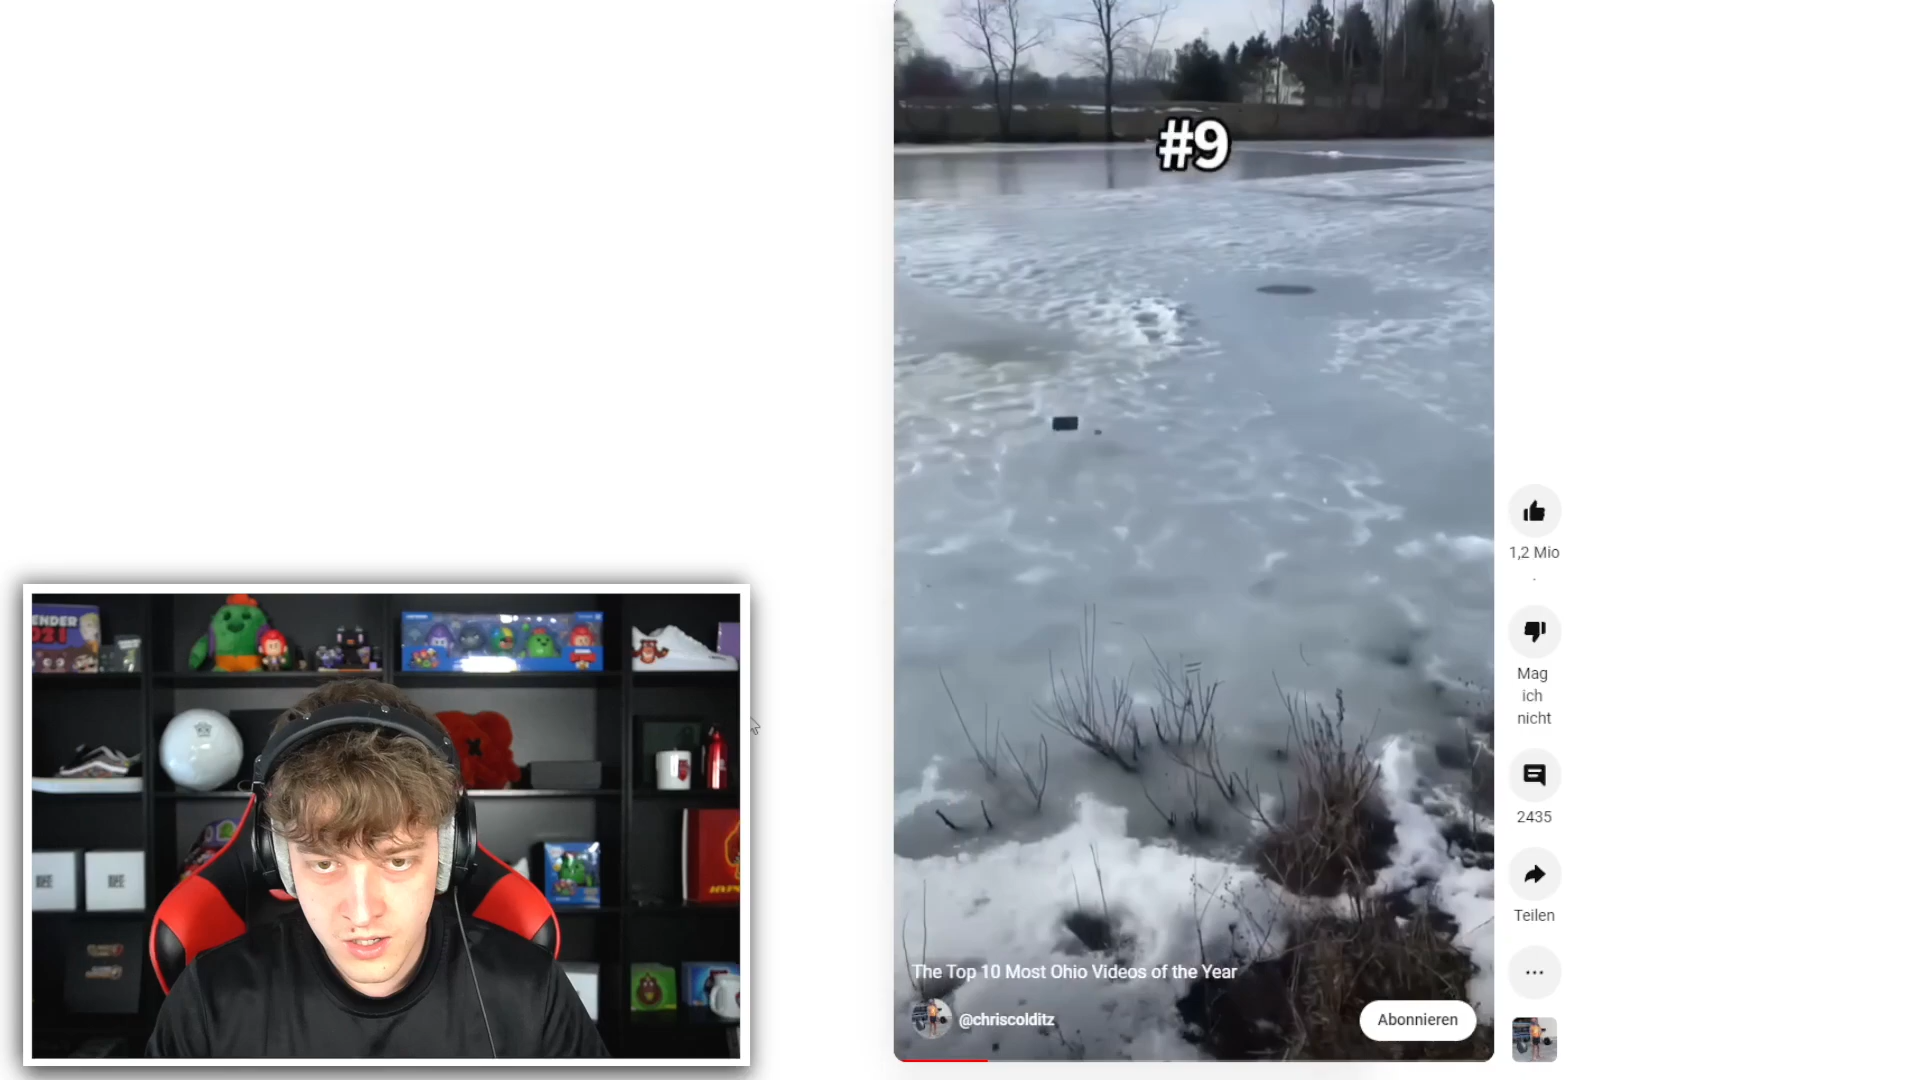 #9
1,2 Mio
.
Mag
ich
nicht
2435
Teilen
The Top 10 Most Ohio Videos of the Year
@chriscolditz
Abonnieren